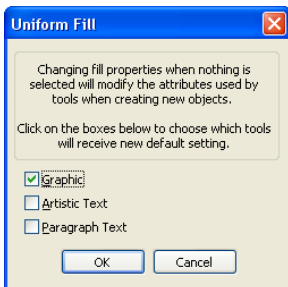 Uniform Fill
Changing fill properties when nothing is
selected will modify the attributes used by
tools when creating new objects.
Click on the boxes below to choose which tools
will receive new default setting.
Graphic
Artistic Text
Paragraph Text
OK Cancel